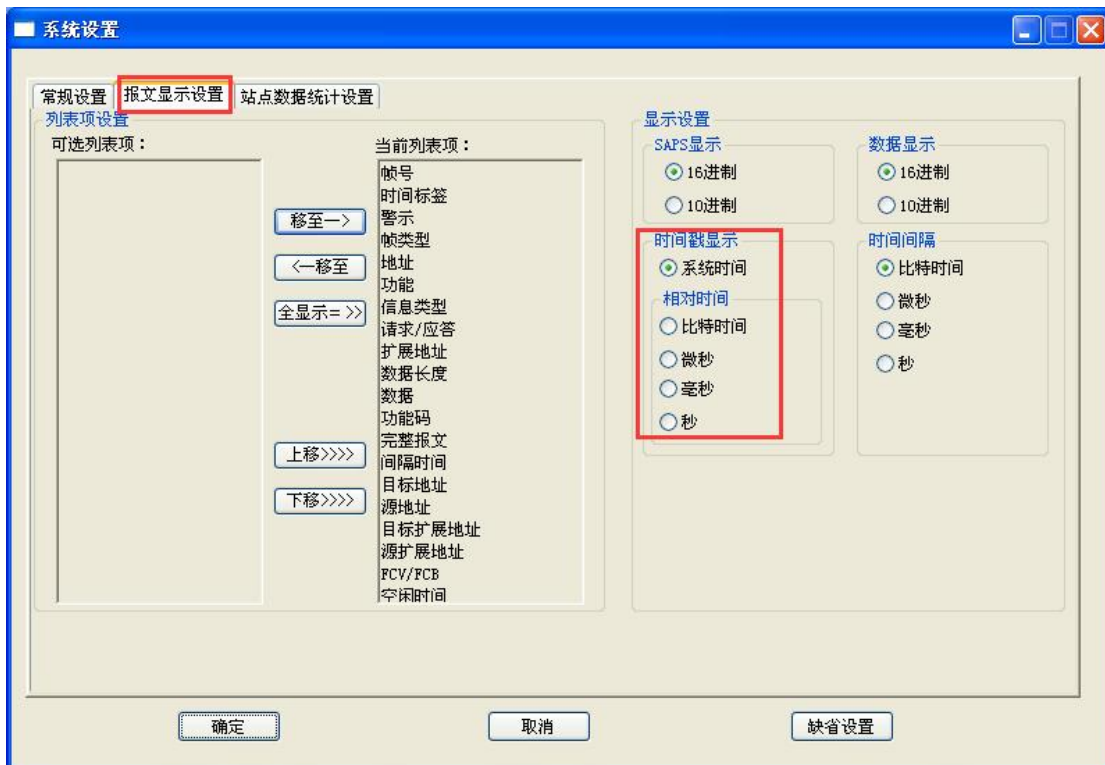 系统设置
常规设置 报文显示设置 站点数据统计设置
列表项设置
可选列表项：
当前列表项：
移至一>
<一移至
全显示= >>
上移>>>>
下移>>>>
帧号
时间标签
警示
帧类型
地址
功能
信息类型
请求/应答
扩展地址
数据长度
数据
功能码
完整报文
间隔时间
目标地址
源地址
目标扩展地址
源扩展地址
FCV/FCB
空闲时间
显示设置
SAPS显示
16进制
10进制
数据显示
16进制
10进制
时间戳显示
系统时间
相对时间
比特时间
微秒
毫秒
秒
时间间隔
比特时间
微秒
毫秒
秒
确定 取消 缺省设置